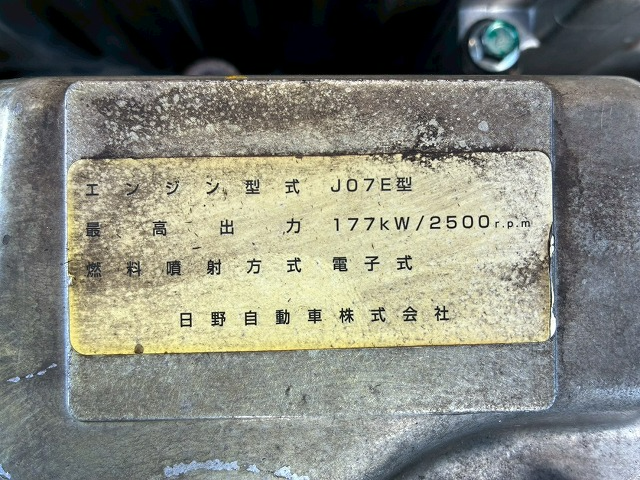 エンジン型式 J07E型
最高出力 177kW/2500r.p.m
燃料噴射方式 電子式
日野自動車株式会社